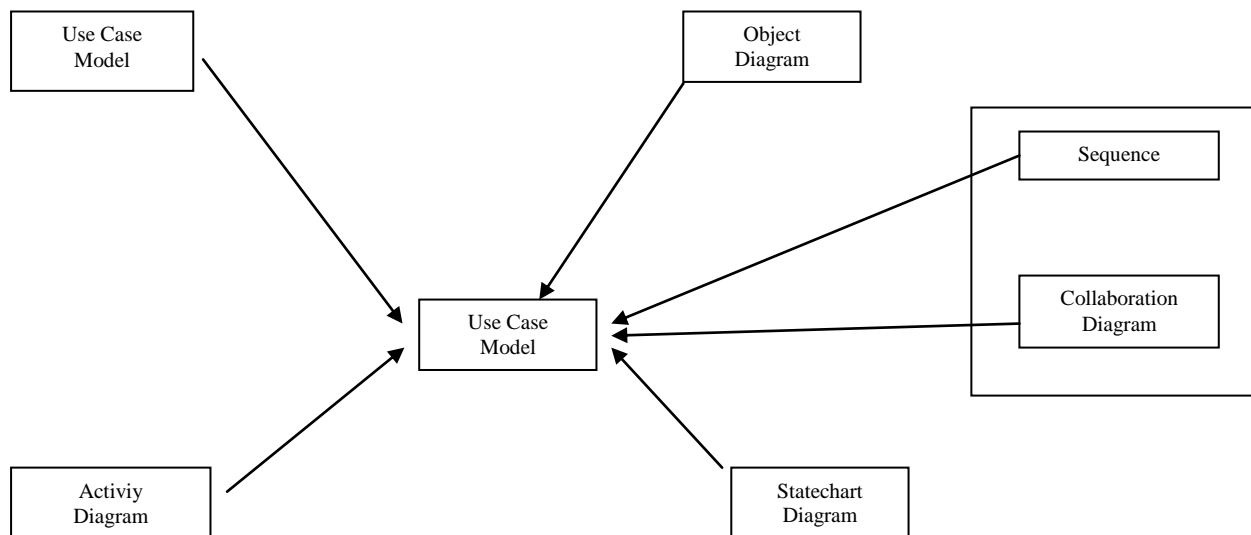 Use Case
Model
Object
Diagram
Sequence
Collaboration
Diagram
Use Case
Model
Activiy
Diagram
Statechart
Diagram